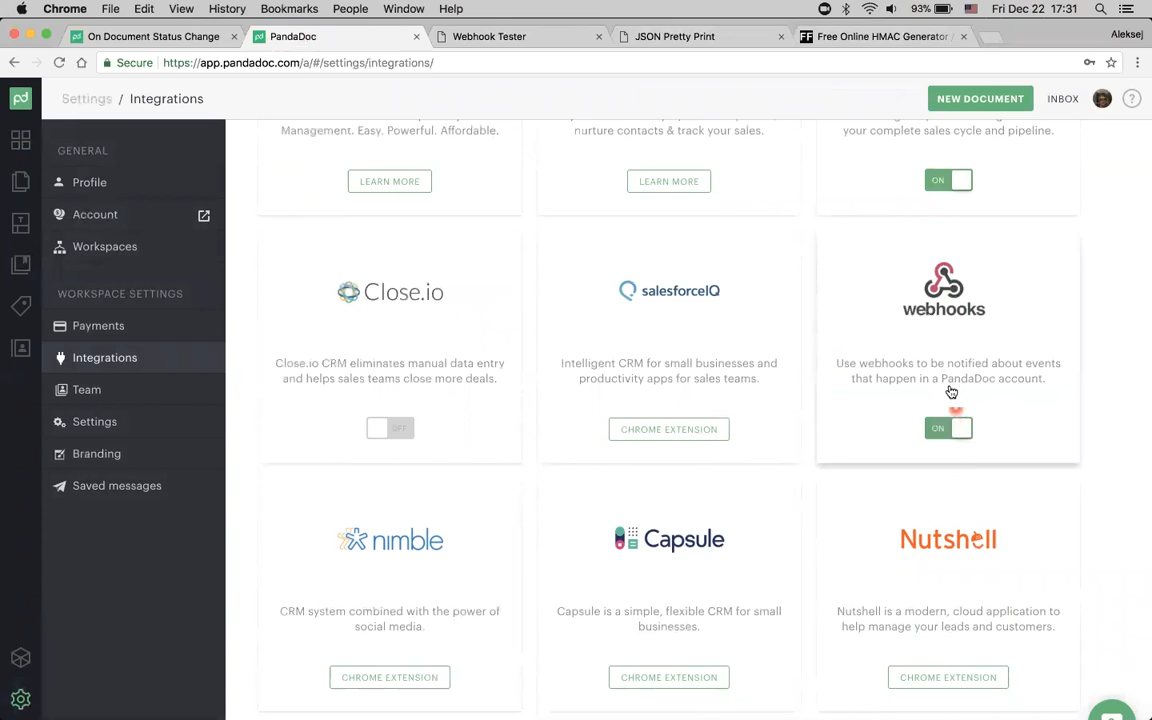 Chrome File Edit View History Bookmarks People Window Help
93% Fri Dec 22 17:31
On Document Status Change
PandaDoc
Webhook Tester
JSON Pretty Print
FF Free Online HMAC Generator /
Aleksej
Secure https://app.pandadoc.com/a/#/settings/integrations/
pd
Settings / Integrations
NEW DOCUMENT
INBOX
?
GENERAL
Profile
Account
Workspaces
WORKSPACE SETTINGS
Payments
Integrations
Team
Settings
Branding
Saved messages
Management. Easy. Powerful. Affordable.
LEARN MORE
nurture contacts & track your sales.
LEARN MORE
your complete sales cycle and pipeline.
ON
Close.io
Close.io CRM eliminates manual data entry
and helps sales teams close more deals.
OFF
salesforceIQ
Intelligent CRM for small businesses and
productivity apps for sales teams.
CHROME EXTENSION
webhooks
Use webhooks to be notified about events
that happen in a PandaDoc account.
ON
nimble
CRM system combined with the power of
social media.
CHROME EXTENSION
Capsule
Capsule is a simple, flexible CRM for small
businesses.
CHROME EXTENSION
Nutshell
Nutshell is a modern, cloud application to
help manage your leads and customers.
CHROME EXTENSION